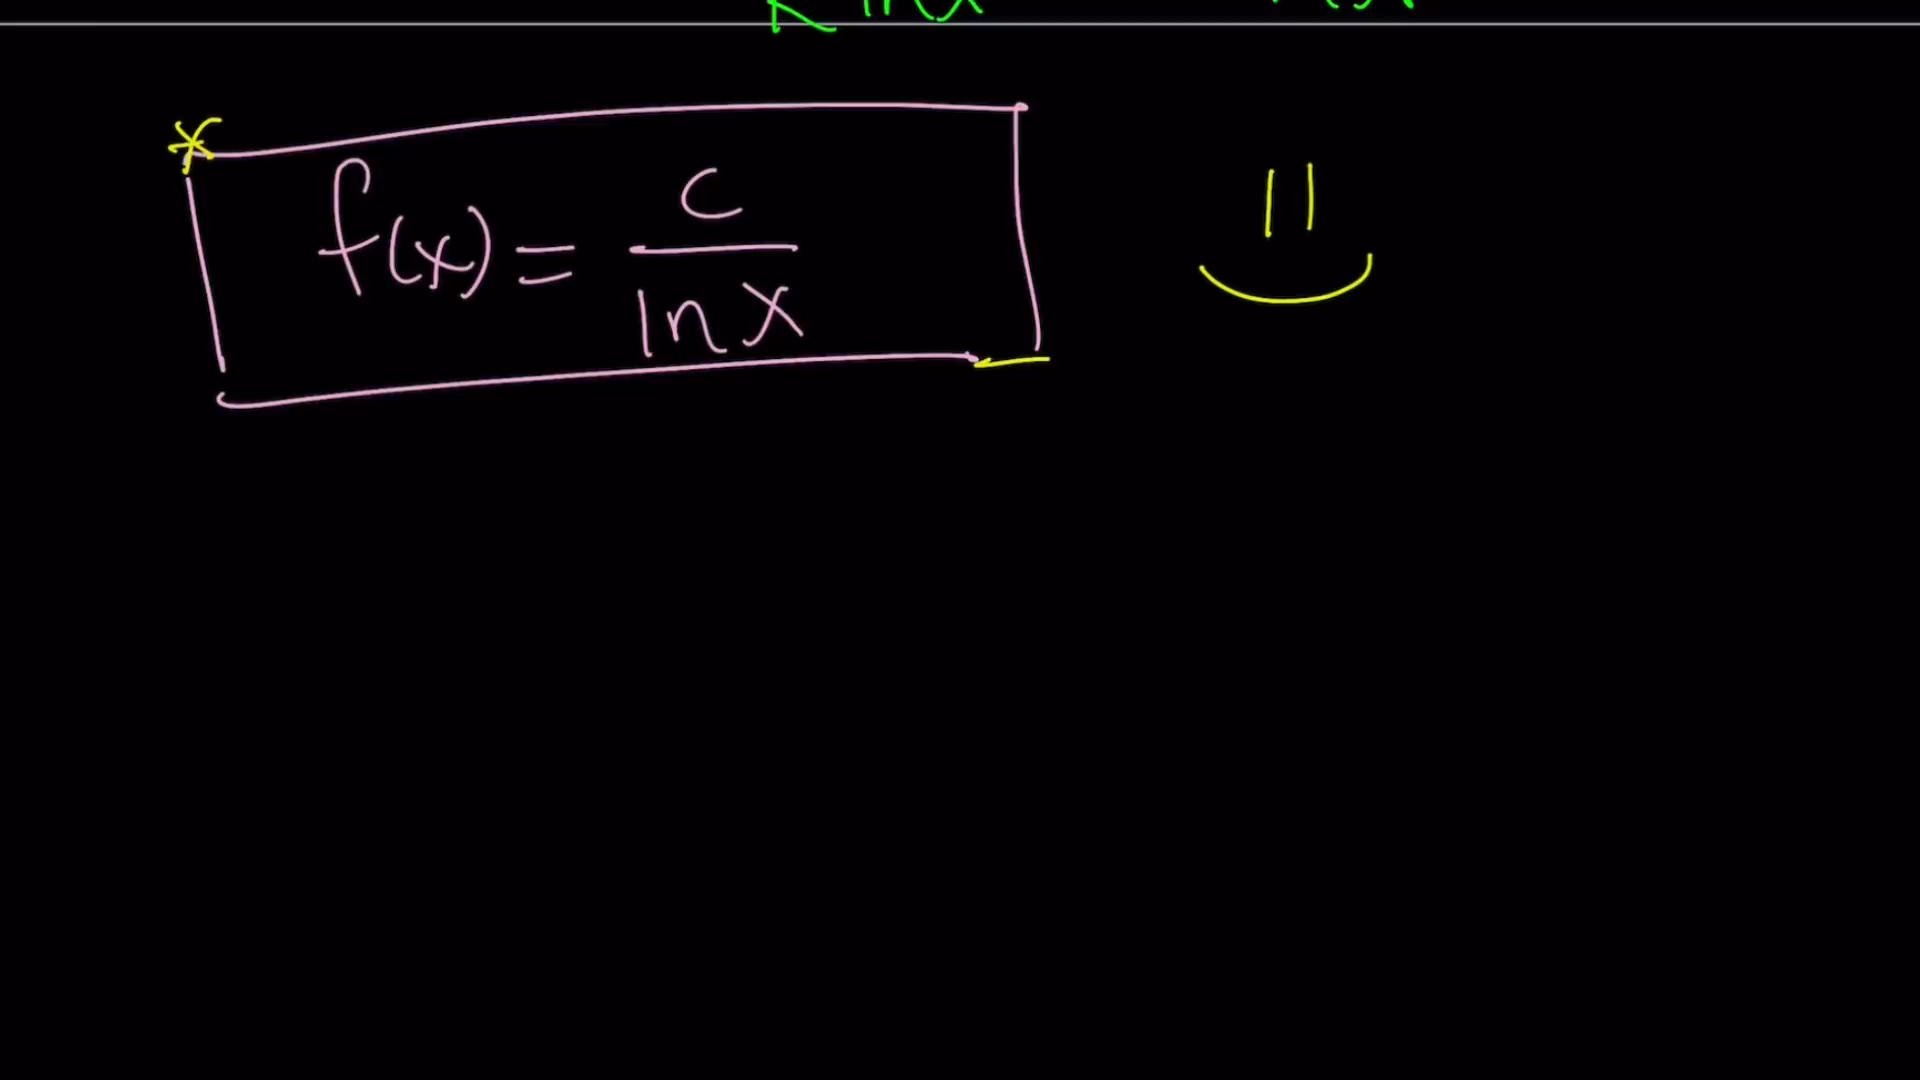 f(x) = c / ln x